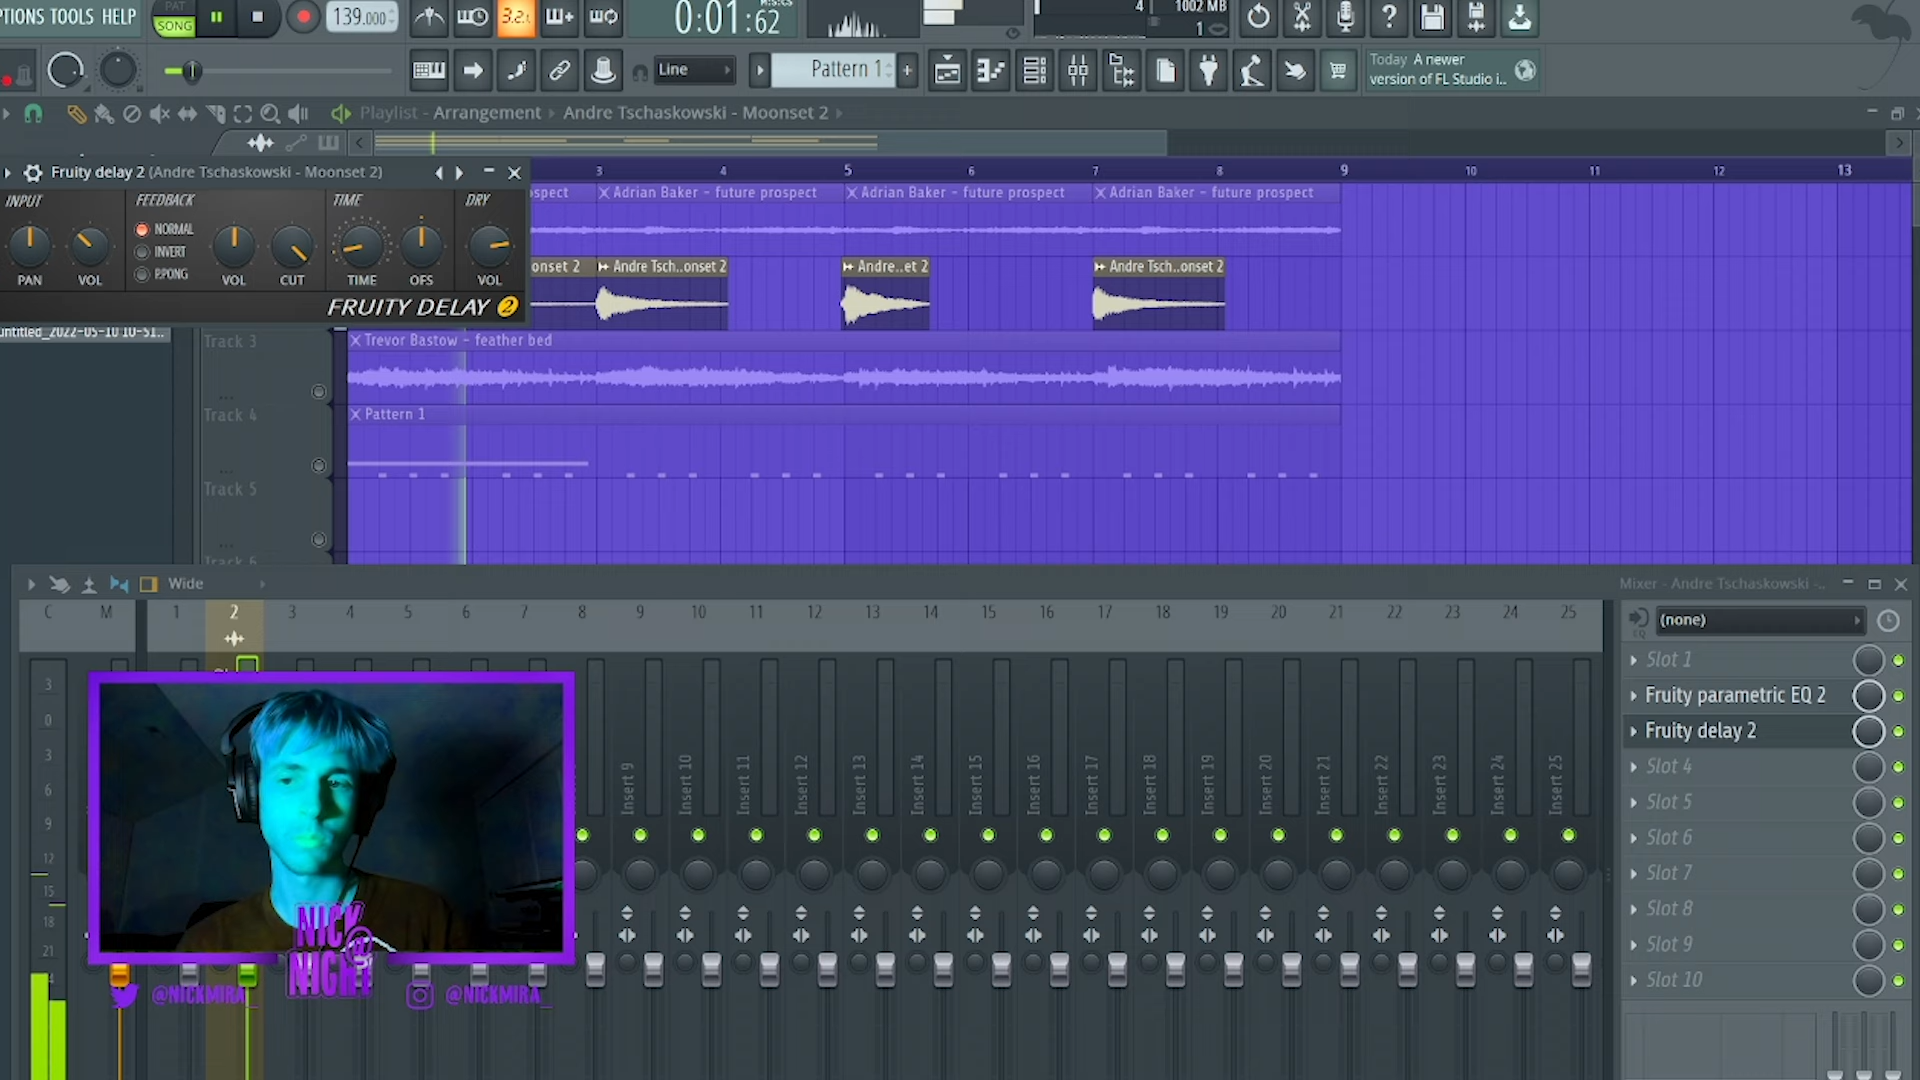 PTIONS TOOLS HELP
PAT
SONG
139.000
3.2.
0:01:62
M:S:CS
4
1002 MB
1
Line
Pattern 1
+
Today A newer
version of FL Studio i..
Playlist - Arrangement › Andre Tschaskowski - Moonset 2
Fruity delay 2 (Andre Tschaskowski - Moonset 2)
INPUT
FEEDBACK
TIME
DRY
NORMAL
INVERT
P.PONG
PAN
VOL
VOL
CUT
TIME
OFS
VOL
FRUITY DELAY 2
3
4
5
6
7
8
9
10
11
12
13
spect
Adrian Baker - future prospect
Adrian Baker - future prospect
Adrian Baker - future prospect
onset 2
Andre Tsch..onset 2
Andre..et 2
Andre Tsch..onset 2
untitled_2022-05-10 10-51...
Track 3
Trevor Bastow - feather bed
Track 4
Pattern 1
Track 5
Track 6
Wide
Mixer - Andre Tschaskowski -..
C
M
1
2
3
4
5
6
7
8
9
10
11
12
13
14
15
16
17
18
19
20
21
22
23
24
25
3
0
3
6
9
12
15
18
21
Insert 9
Insert 10
Insert 11
Insert 12
Insert 13
Insert 14
Insert 15
Insert 16
Insert 17
Insert 18
Insert 19
Insert 20
Insert 21
Insert 22
Insert 23
Insert 24
Insert 25
(none)
EQ
Slot 1
Fruity parametric EQ 2
Fruity delay 2
Slot 4
Slot 5
Slot 6
Slot 7
Slot 8
Slot 9
Slot 10
NICK
@
NIGHT
@NICKMIRA_
@NICKMIRA_